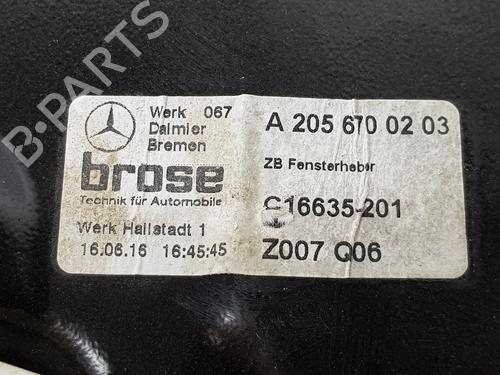 Werk 067
Daimler
Bremen
brose
Technik für Automobile
Werk Hallstadt 1
16.06.16 16:45:45
A 205 670 02 03
ZB Fensterheber
C16635-201
Z007 Q06
B-PARTS
B-PARTS